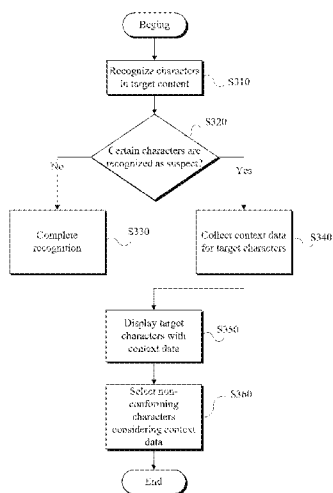 Beging
Recognize characters
in target content
S310
S320
Certain characters are
recognized as suspect?
No
Yes
Complete
recognition
S330
Collect context data
for target characters
S340
Display target
characters with
context data
S350
Select non-
conforming
characters
considering context
data
S360
End